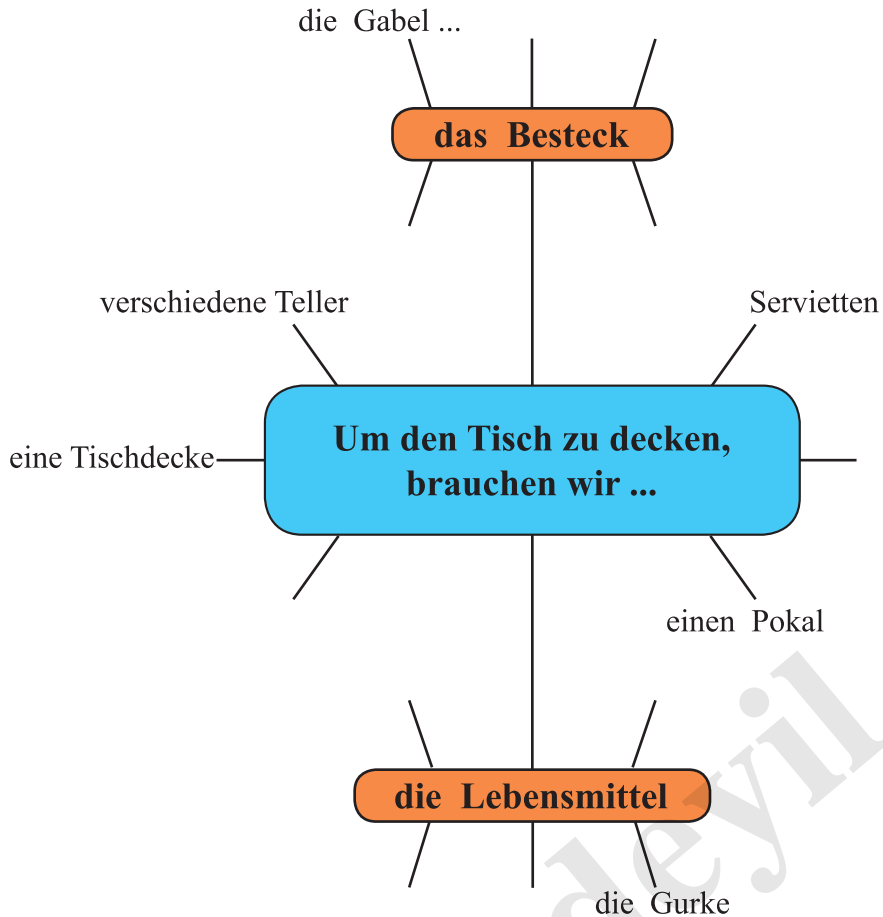 die Gabel ...
das Besteck
verschiedene Teller
Servietten
Um den Tisch zu decken,
brauchen wir ...
eine Tischdecke
einen Pokal
die Lebensmittel
die Gurke
deyil